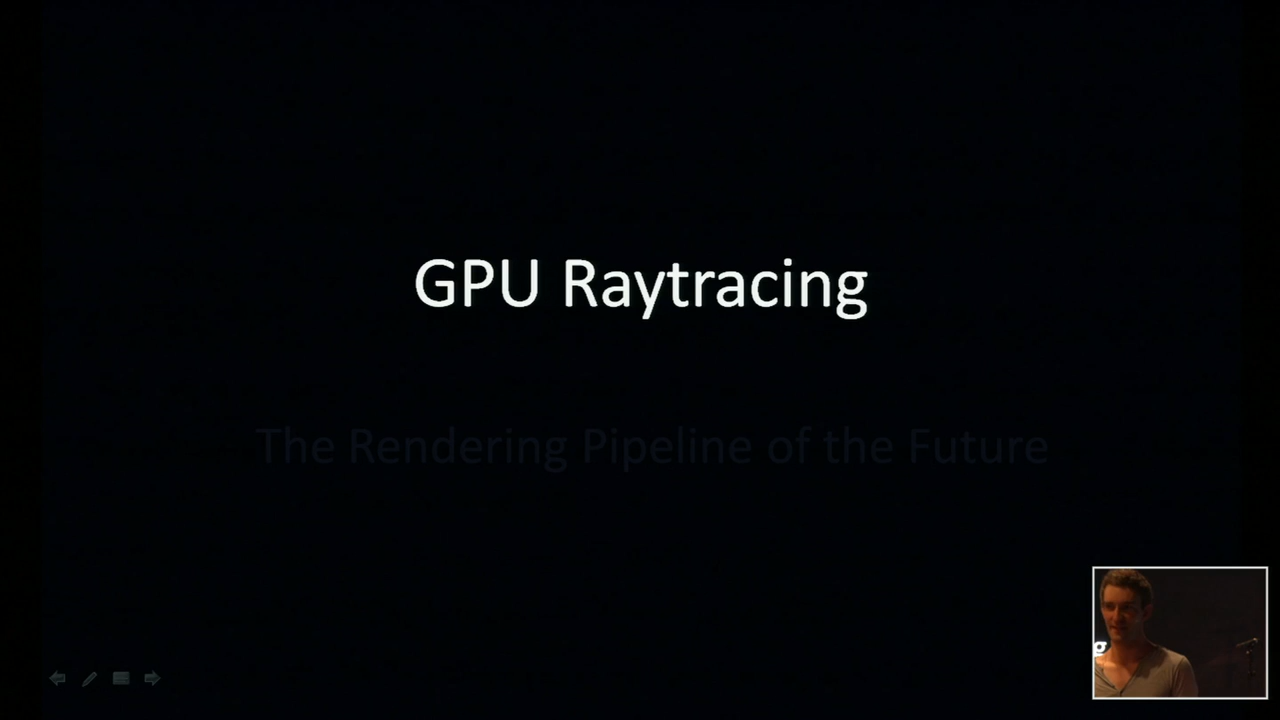 GPU Raytracing
The Rendering Pipeline of the Future
g